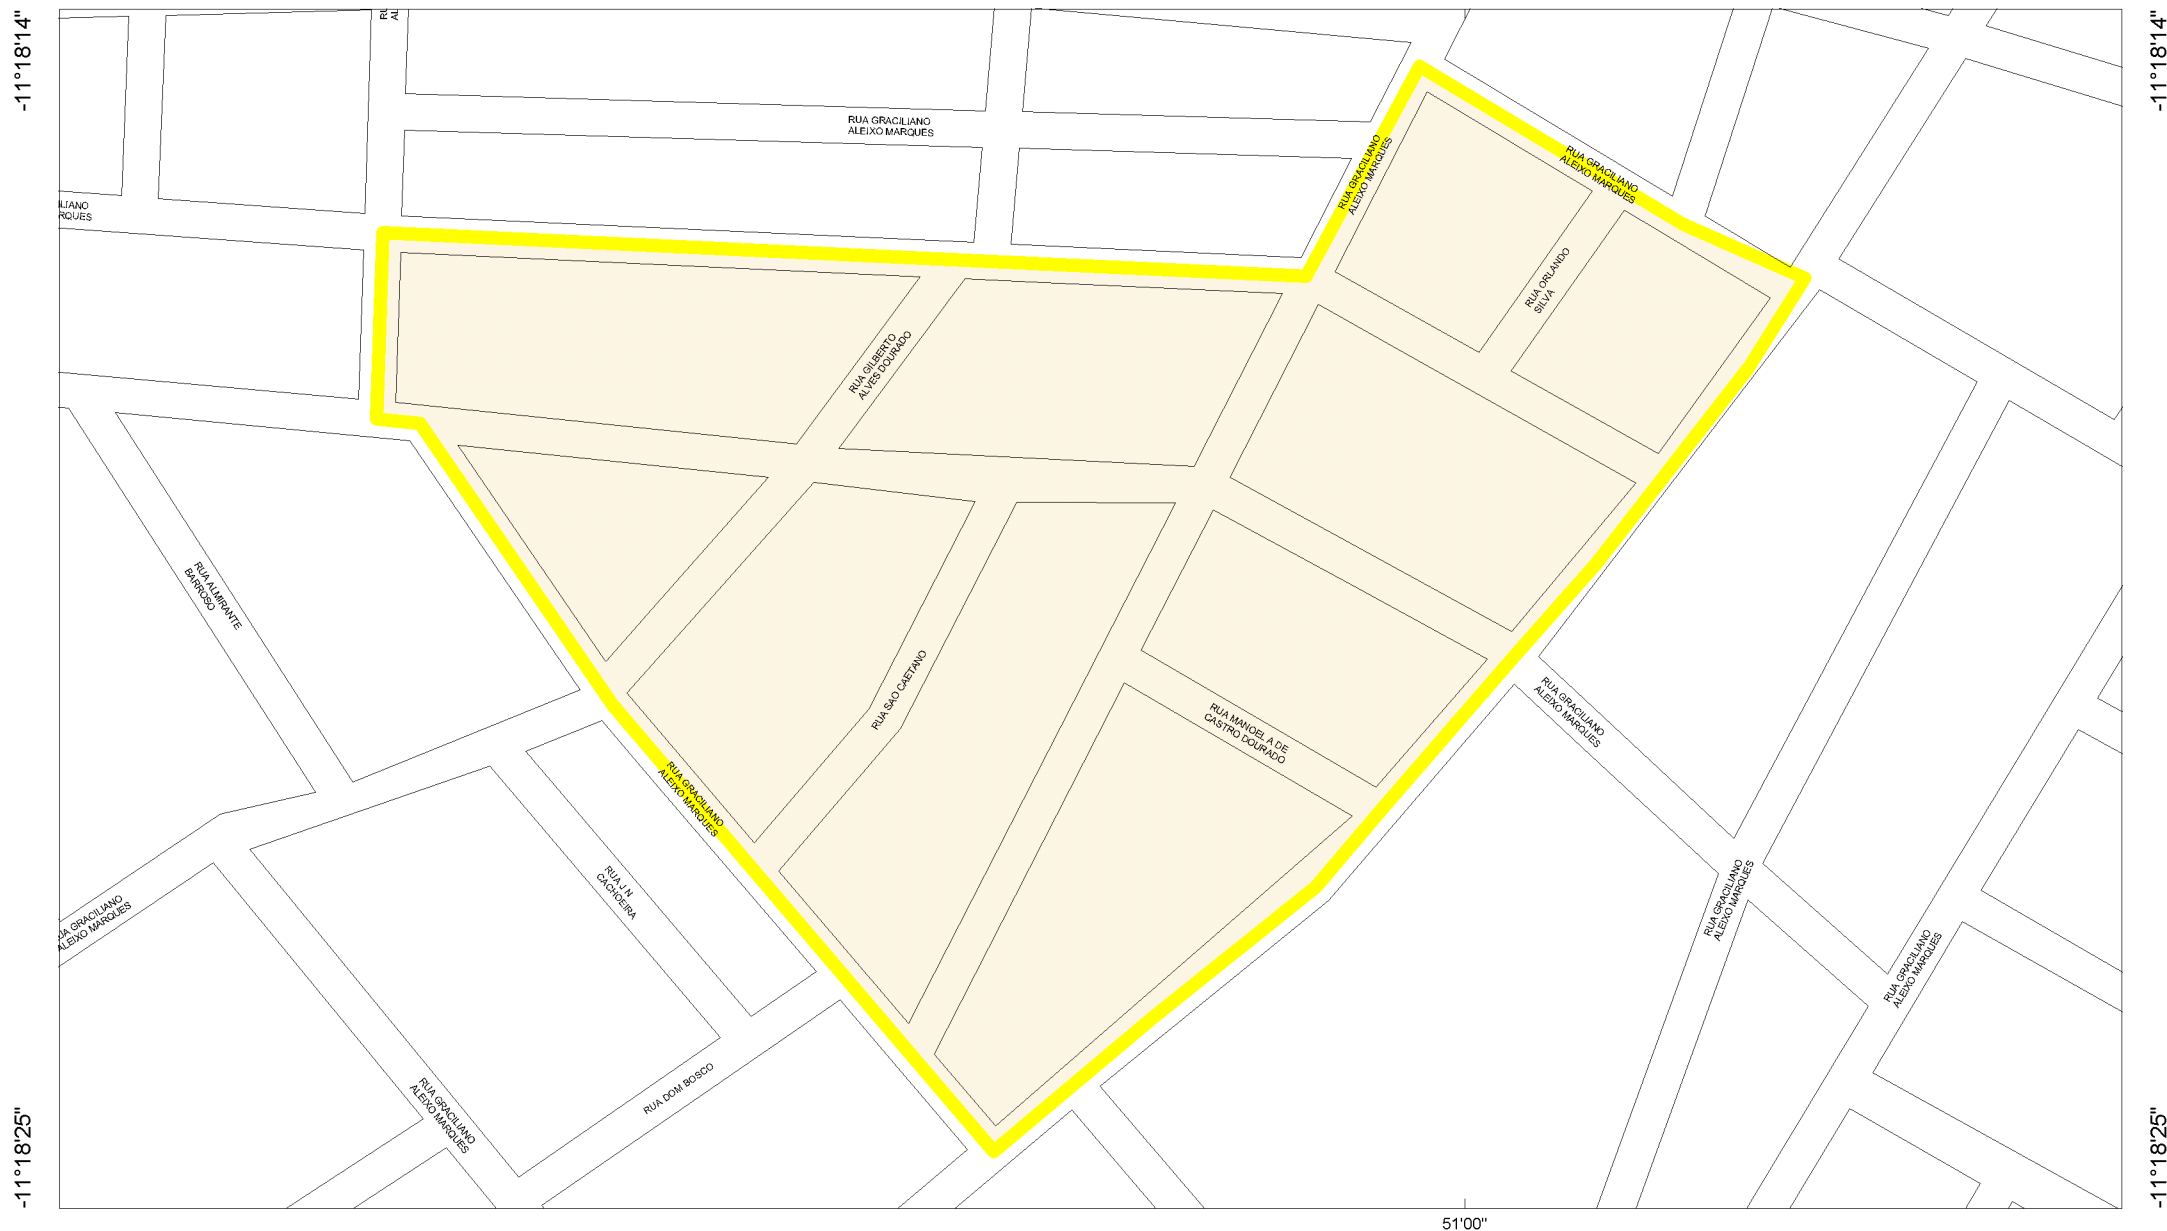 -11°18'14"
-11°18'14"
RUA GRACILIANO
ALEIXO MARQUES
RUA GRACILIANO
ALEIXO MARQUES
RUA GRACILIANO
ALEIXO MARQUES
LIANO
RQUES
RUA ORLANDO
SILVA
RUA GILBERTO
ALVES DOURADO
RUA ALMIRANTE
BARROSO
RUA SAO CAETANO
RUA MANOEL A DE
CASTRO DOURADO
RUA GRACILIANO
ALEIXO MARQUES
RUA GRACILIANO
ALEIXO MARQUES
RUA J N
CACHOEIRA
UA GRACILIANO
ALEIXO MARQUES
RUA GRACILIANO
ALEIXO MARQUES
RUA GRACILIANO
ALEIXO MARQUES
RUA DOM BOSCO
RUA GRACILIANO
ALEIXO MARQUES
-11°18'25"
-11°18'25"
51'00"